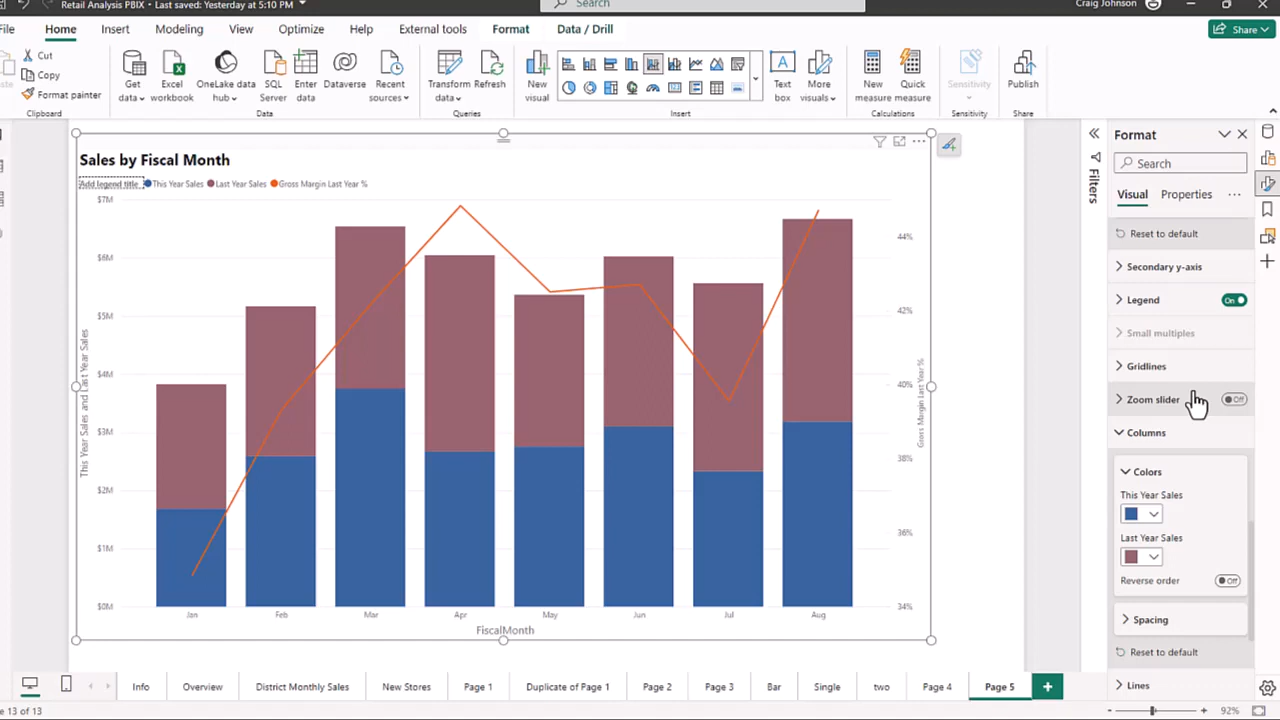 Retail Analysis PBIX • Last saved: Yesterday at 5:10 PM
Search
Craig Johnson
File Home Insert Modeling View Optimize Help External tools Format Data / Drill
Share
Cut
Copy
Format painter
Clipboard
Get data
Excel workbook
OneLake data hub
SQL Server
Enter data
Dataverse
Recent sources
Data
Transform data
Refresh
Queries
New visual
Text box
More visuals
Insert
New measure
Quick measure
Calculations
Sensitivity
Sensitivity
Publish
Share
Sales by Fiscal Month
Add legend title This Year Sales Last Year Sales Gross Margin Last Year %
$7M
$6M
$5M
$4M
$3M
$2M
$1M
$0M
This Year Sales and Last Year Sales
44%
42%
40%
38%
36%
34%
Gross Margin Last Year %
Jan Feb Mar Apr May Jun Jul Aug
FiscalMonth
Filters
Format
Search
Visual Properties
Reset to default
Secondary y-axis
Legend On
Small multiples
Gridlines
Zoom slider Off
Columns
Colors
This Year Sales
Last Year Sales
Reverse order Off
Spacing
Reset to default
Lines
Info Overview District Monthly Sales New Stores Page 1 Duplicate of Page 1 Page 2 Page 3 Bar Single two Page 4 Page 5
13 of 13
92%